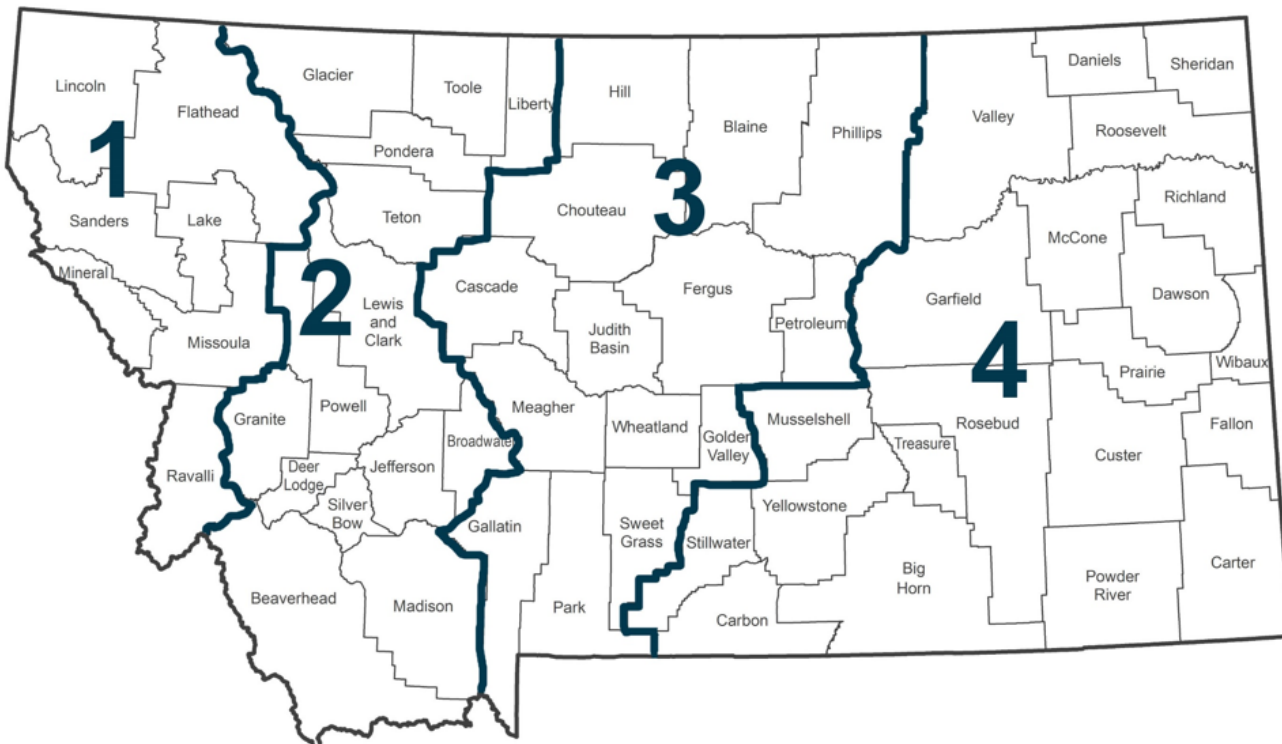 Lincoln
Flathead
Glacier
Toole
Liberty
Hill
Blaine
Phillips
Valley
Daniels
Sheridan
Roosevelt
1
Pondera
3
Sanders
Lake
Teton
Chouteau
McCone
Richland
Mineral
2
Lewis
and
Clark
Cascade
Fergus
Garfield
Dawson
Missoula
Judith
Basin
Petroleum
4
Prairie
Wibaux
Granite
Powell
Meagher
Wheatland
Golden
Valley
Musselshell
Rosebud
Fallon
Ravalli
Deer
Lodge
Jefferson
Broadwater
Treasure
Custer
Silver
Bow
Gallatin
Sweet
Grass
Stillwater
Yellowstone
Beaverhead
Madison
Park
Carbon
Big
Horn
Powder
River
Carter